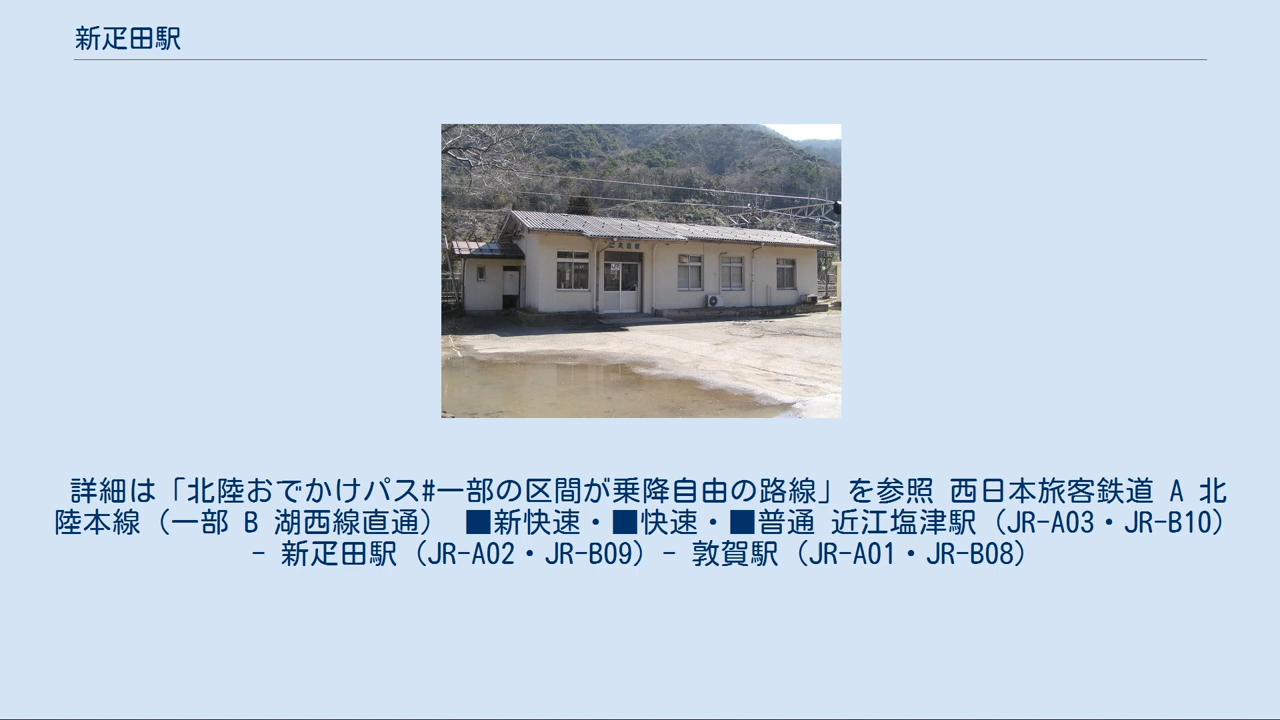 新疋田駅
詳細は「北陸おでかけパス#一部の区間が乗降自由の路線」を参照 西日本旅客鉄道 A 北
陸本線（一部 B 湖西線直通） ■新快速・■快速・■普通 近江塩津駅（JR-A03・JR-B10）
- 新疋田駅（JR-A02・JR-B09）- 敦賀駅（JR-A01・JR-B08）